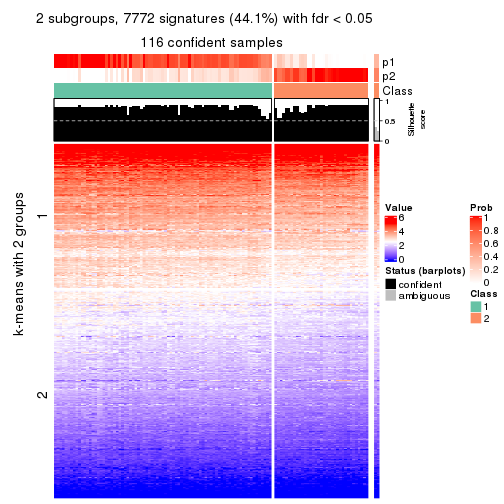 2 subgroups, 7772 signatures (44.1%) with fdr < 0.05
116 confident samples
p1
p2
Class
1
0.5
0
Silhouette
score
k-means with 2 groups
1
2
Value
6
4
2
0
Status (barplots)
confident
ambiguous
Prob
1
0.8
0.6
0.4
0.2
0
Class
1
2